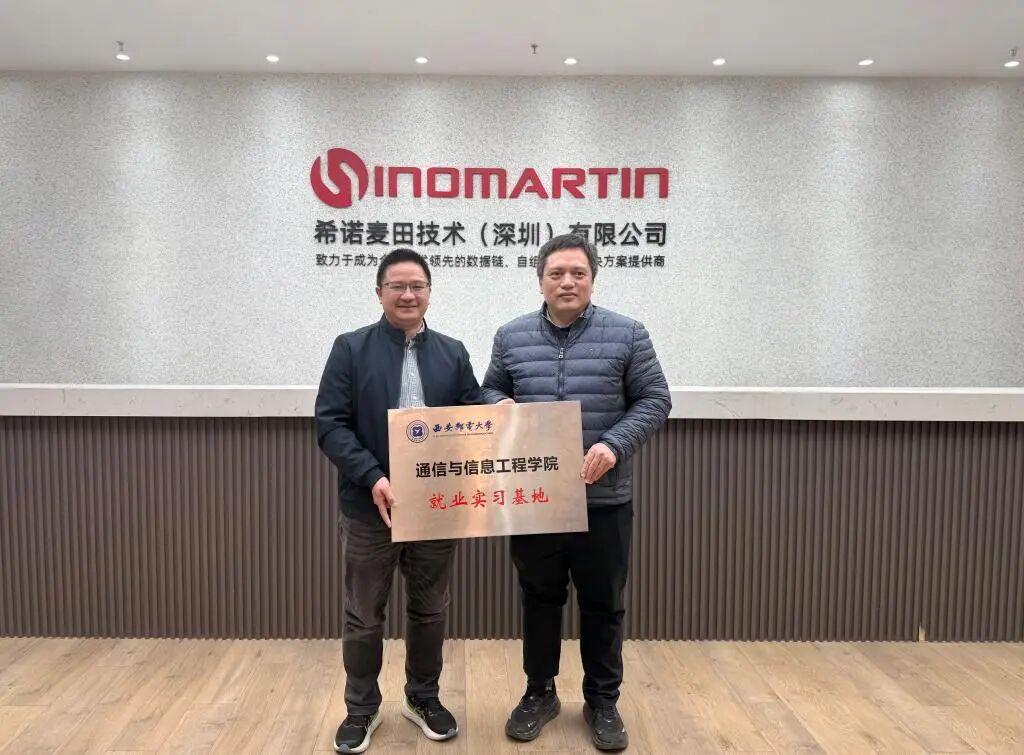 SINOMARTIN
希诺麦田技术（深圳）有限公司
致力于成为 领先的数据链、自组 决方案提供商
西安邮电大学
通信与信息工程学院
就业实习基地